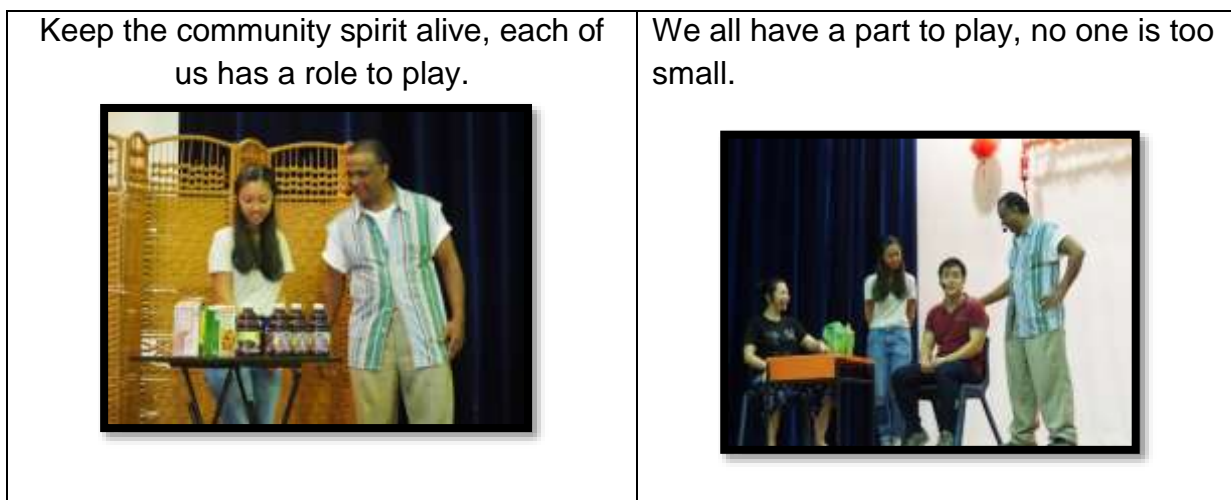 Keep the community spirit alive, each of
us has a role to play.
We all have a part to play, no one is too
small.